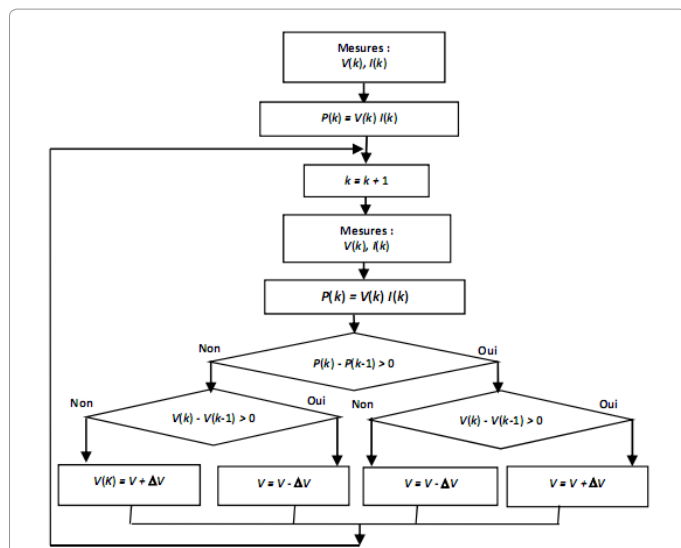 Mesures :
V(k), I(k)
P(k) = V(k) I(k)
k = k + 1
Mesures :
V(k), I(k)
P(k) = V(k) I(k)
Non
P(k) - P(k-1) > 0
Oui
Non
V(k) - V(k-1) > 0
Oui
Non
V(k) - V(k-1) > 0
Oui
V(K) = V + ΔV
V = V - ΔV
V = V - ΔV
V = V + ΔV